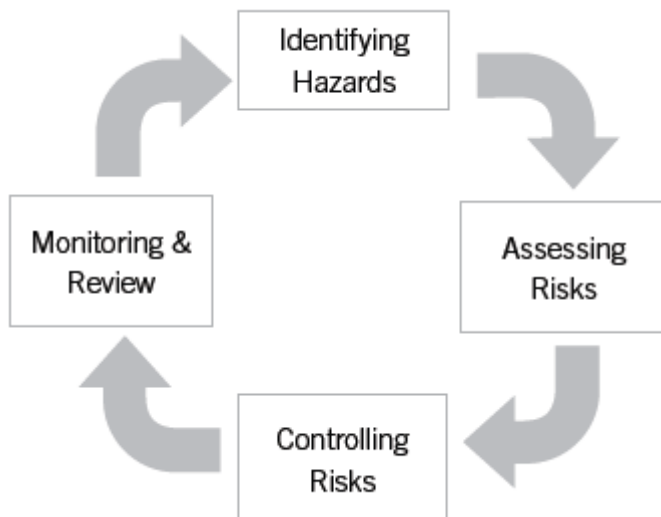 Identifying
Hazards
Assessing
Risks
Controlling
Risks
Monitoring &
Review